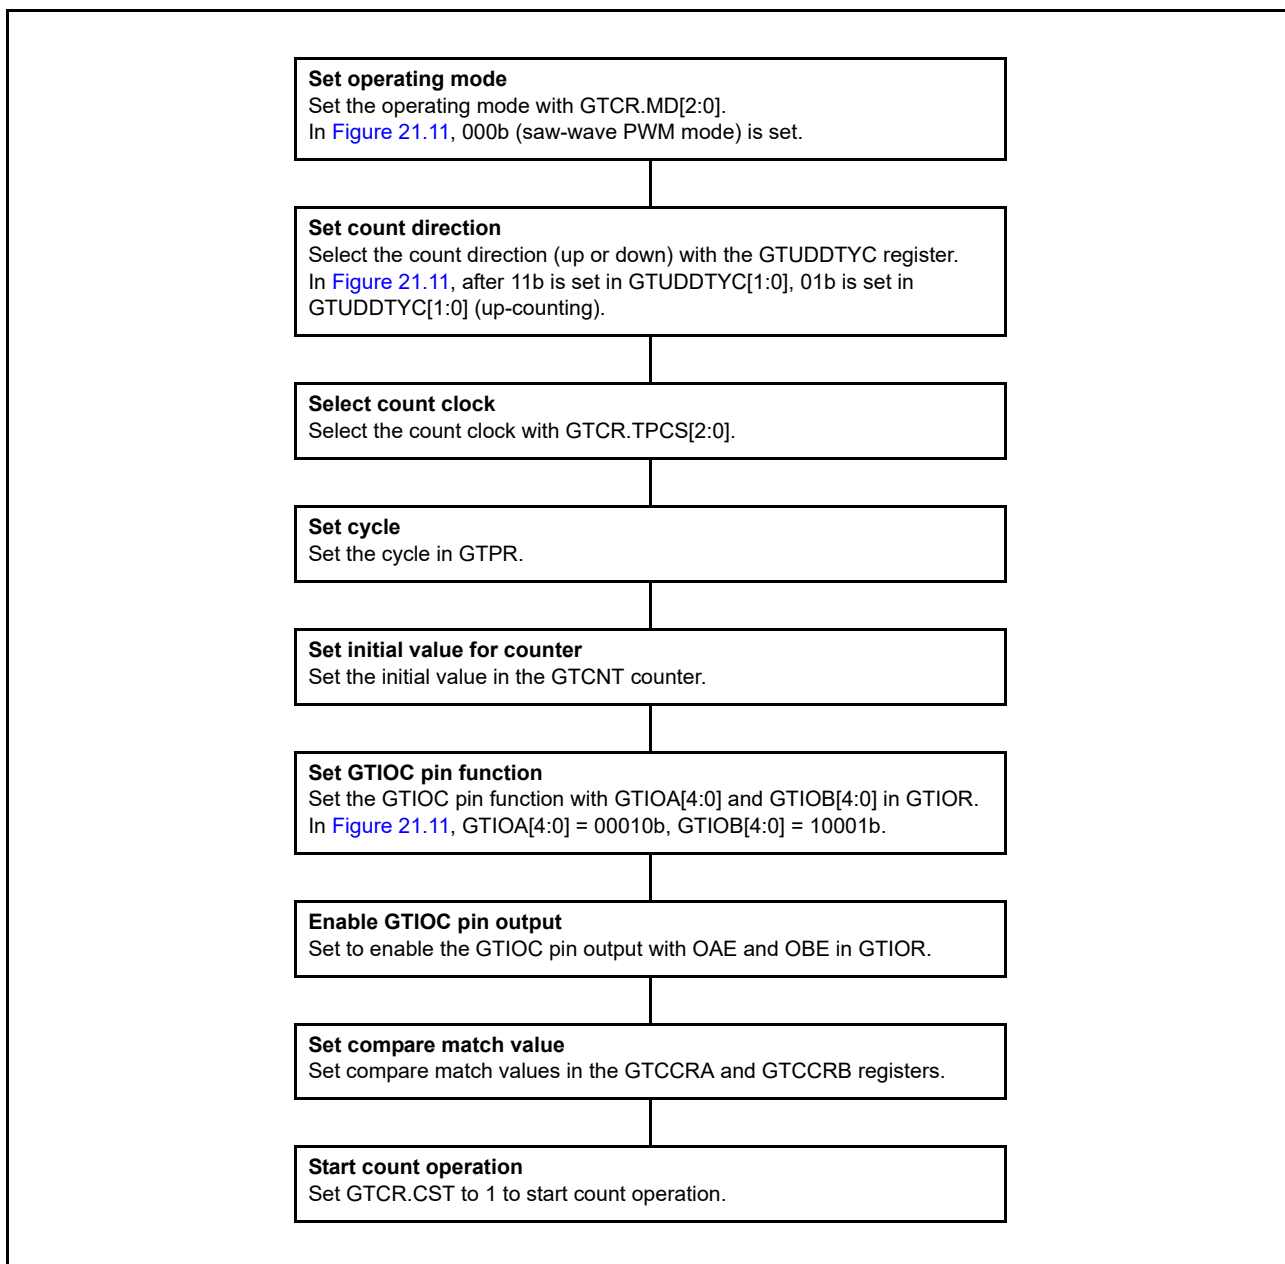 Set operating mode
Set the operating mode with GTCR.MD[2:0].
In Figure 21.11, 000b (saw-wave PWM mode) is set.
Set count direction
Select the count direction (up or down) with the GTUDDTYC register.
In Figure 21.11, after 11b is set in GTUDDTYC[1:0], 01b is set in
GTUDDTYC[1:0] (up-counting).
Select count clock
Select the count clock with GTCR.TPCS[2:0].
Set cycle
Set the cycle in GTPR.
Set initial value for counter
Set the initial value in the GTCNT counter.
Set GTIOC pin function
Set the GTIOC pin function with GTIOA[4:0] and GTIOB[4:0] in GTIOR.
In Figure 21.11, GTIOA[4:0] = 00010b, GTIOB[4:0] = 10001b.
Enable GTIOC pin output
Set to enable the GTIOC pin output with OAE and OBE in GTIOR.
Set compare match value
Set compare match values in the GTCCRA and GTCCRB registers.
Start count operation
Set GTCR.CST to 1 to start count operation.